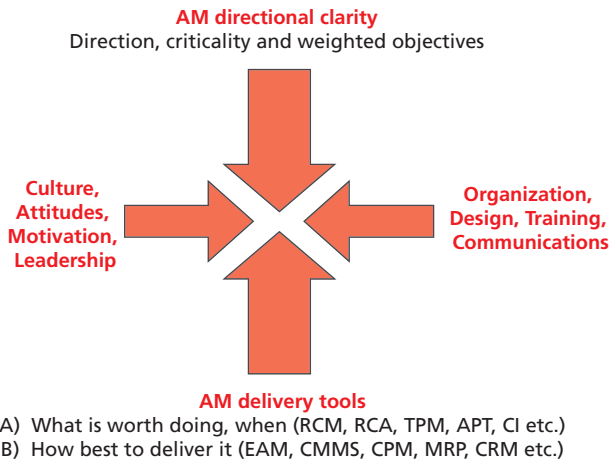 AM directional clarity
Direction, criticality and weighted objectives
Culture,
Attitudes,
Motivation,
Leadership
Organization,
Design, Training,
Communications
AM delivery tools
A) What is worth doing, when (RCM, RCA, TPM, APT, CI etc.)
B) How best to deliver it (EAM, CMMS, CPM, MRP, CRM etc.)